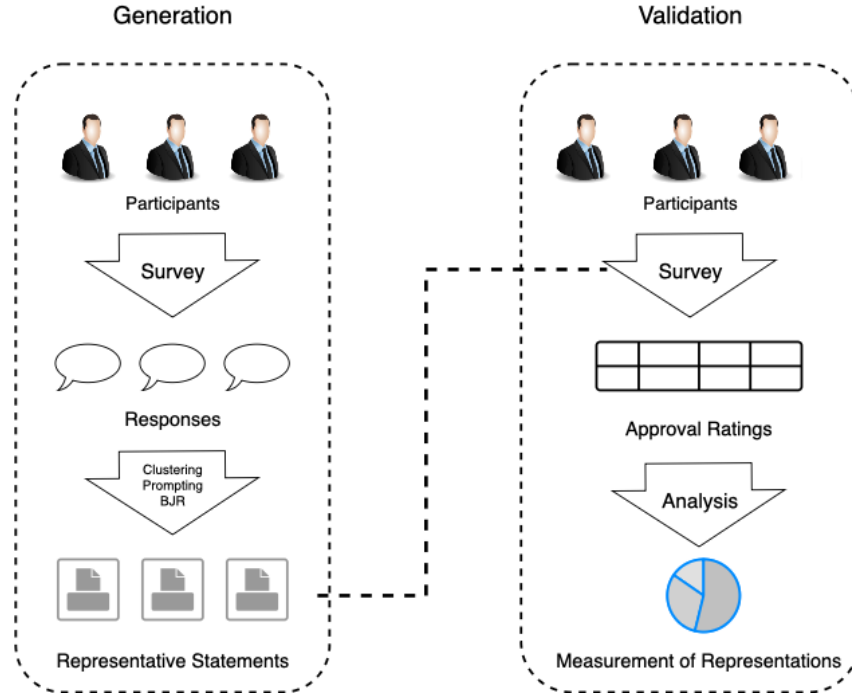 Generation
Participants
Survey
Responses
Clustering
Prompting
BJR
Representative Statements
Validation
Participants
Survey
Approval Ratings
Analysis
Measurement of Representations